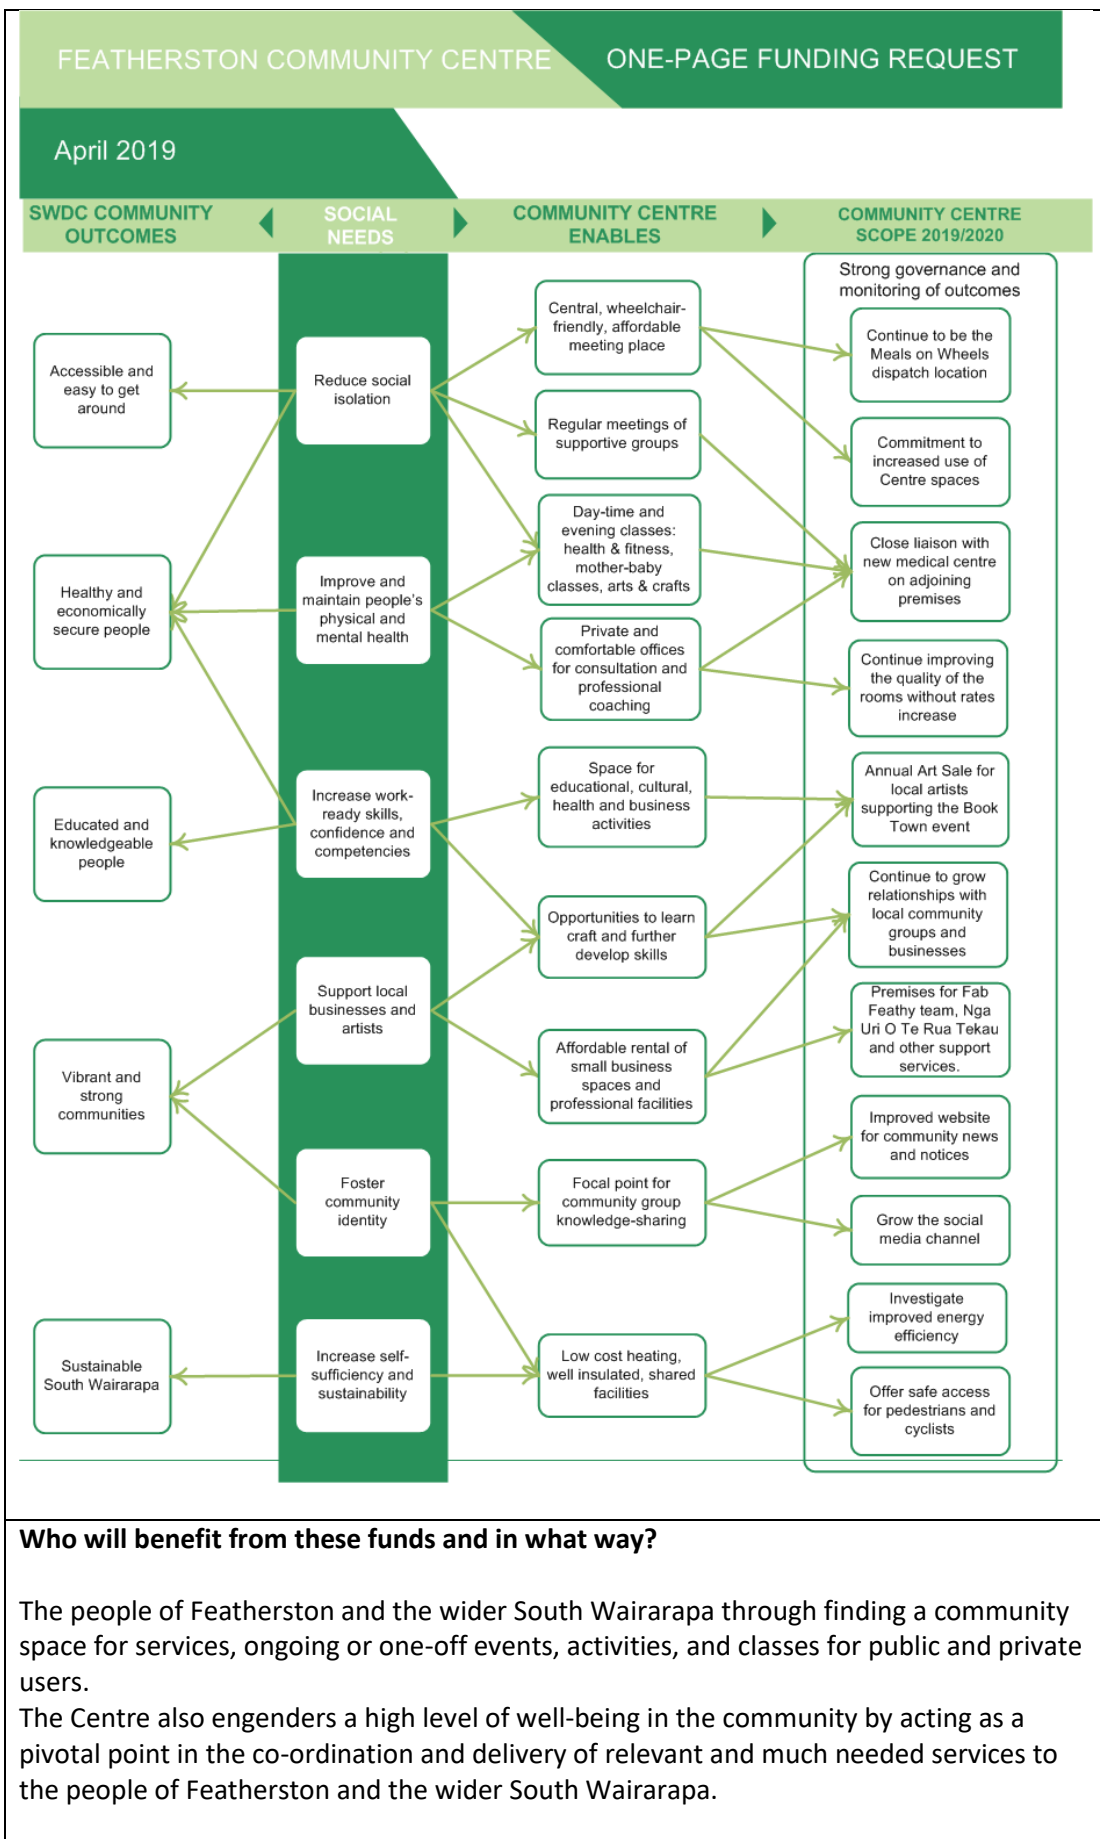 FEATHERSTON COMMUNITY CENTRE
ONE-PAGE FUNDING REQUEST
April 2019
SWDC COMMUNITY
OUTCOMES
SOCIAL
NEEDS
COMMUNITY CENTRE
ENABLES
COMMUNITY CENTRE
SCOPE 2019/2020
Accessible and
easy to get
around
Healthy and
economically
secure people
Educated and
knowledgeable
people
Vibrant and
strong
communities
Sustainable
South Wairarapa
Reduce social
isolation
Improve and
maintain people's
physical and
mental health
Increase work-
ready skills,
confidence and
competencies
Support local
businesses and
artists
Foster
community
identity
Increase self-
sufficiency and
sustainability
Central, wheelchair-
friendly, affordable
meeting place
Regular meetings of
supportive groups
Day-time and
evening classes:
health & fitness,
mother-baby
classes, arts & crafts
Private and
comfortable offices
for consultation and
professional
coaching
Space for
educational, cultural,
health and business
activities
Opportunities to learn
craft and further
develop skills
Affordable rental of
small business
spaces and
professional facilities
Focal point for
community group
knowledge-sharing
Low cost heating,
well insulated, shared
facilities
Strong governance and
monitoring of outcomes
Continue to be the
Meals on Wheels
dispatch location
Commitment to
increased use of
Centre spaces
Close liaison with
new medical centre
on adjoining
premises
Continue improving
the quality of the
rooms without rates
increase
Annual Art Sale for
local artists
supporting the Book
Town event
Continue to grow
relationships with
local community
groups and
businesses
Premises for Fab
Feathy team, Nga
Uri O Te Rua Tekau
and other support
services.
Improved website
for community news
and notices
Grow the social
media channel
Investigate
improved energy
efficiency
Offer safe access
for pedestrians and
cyclists
Who will benefit from these funds and in what way?
The people of Featherston and the wider South Wairarapa through finding a community
space for services, ongoing or one-off events, activities, and classes for public and private
users.
The Centre also engenders a high level of well-being in the community by acting as a
pivotal point in the co-ordination and delivery of relevant and much needed services to
the people of Featherston and the wider South Wairarapa.